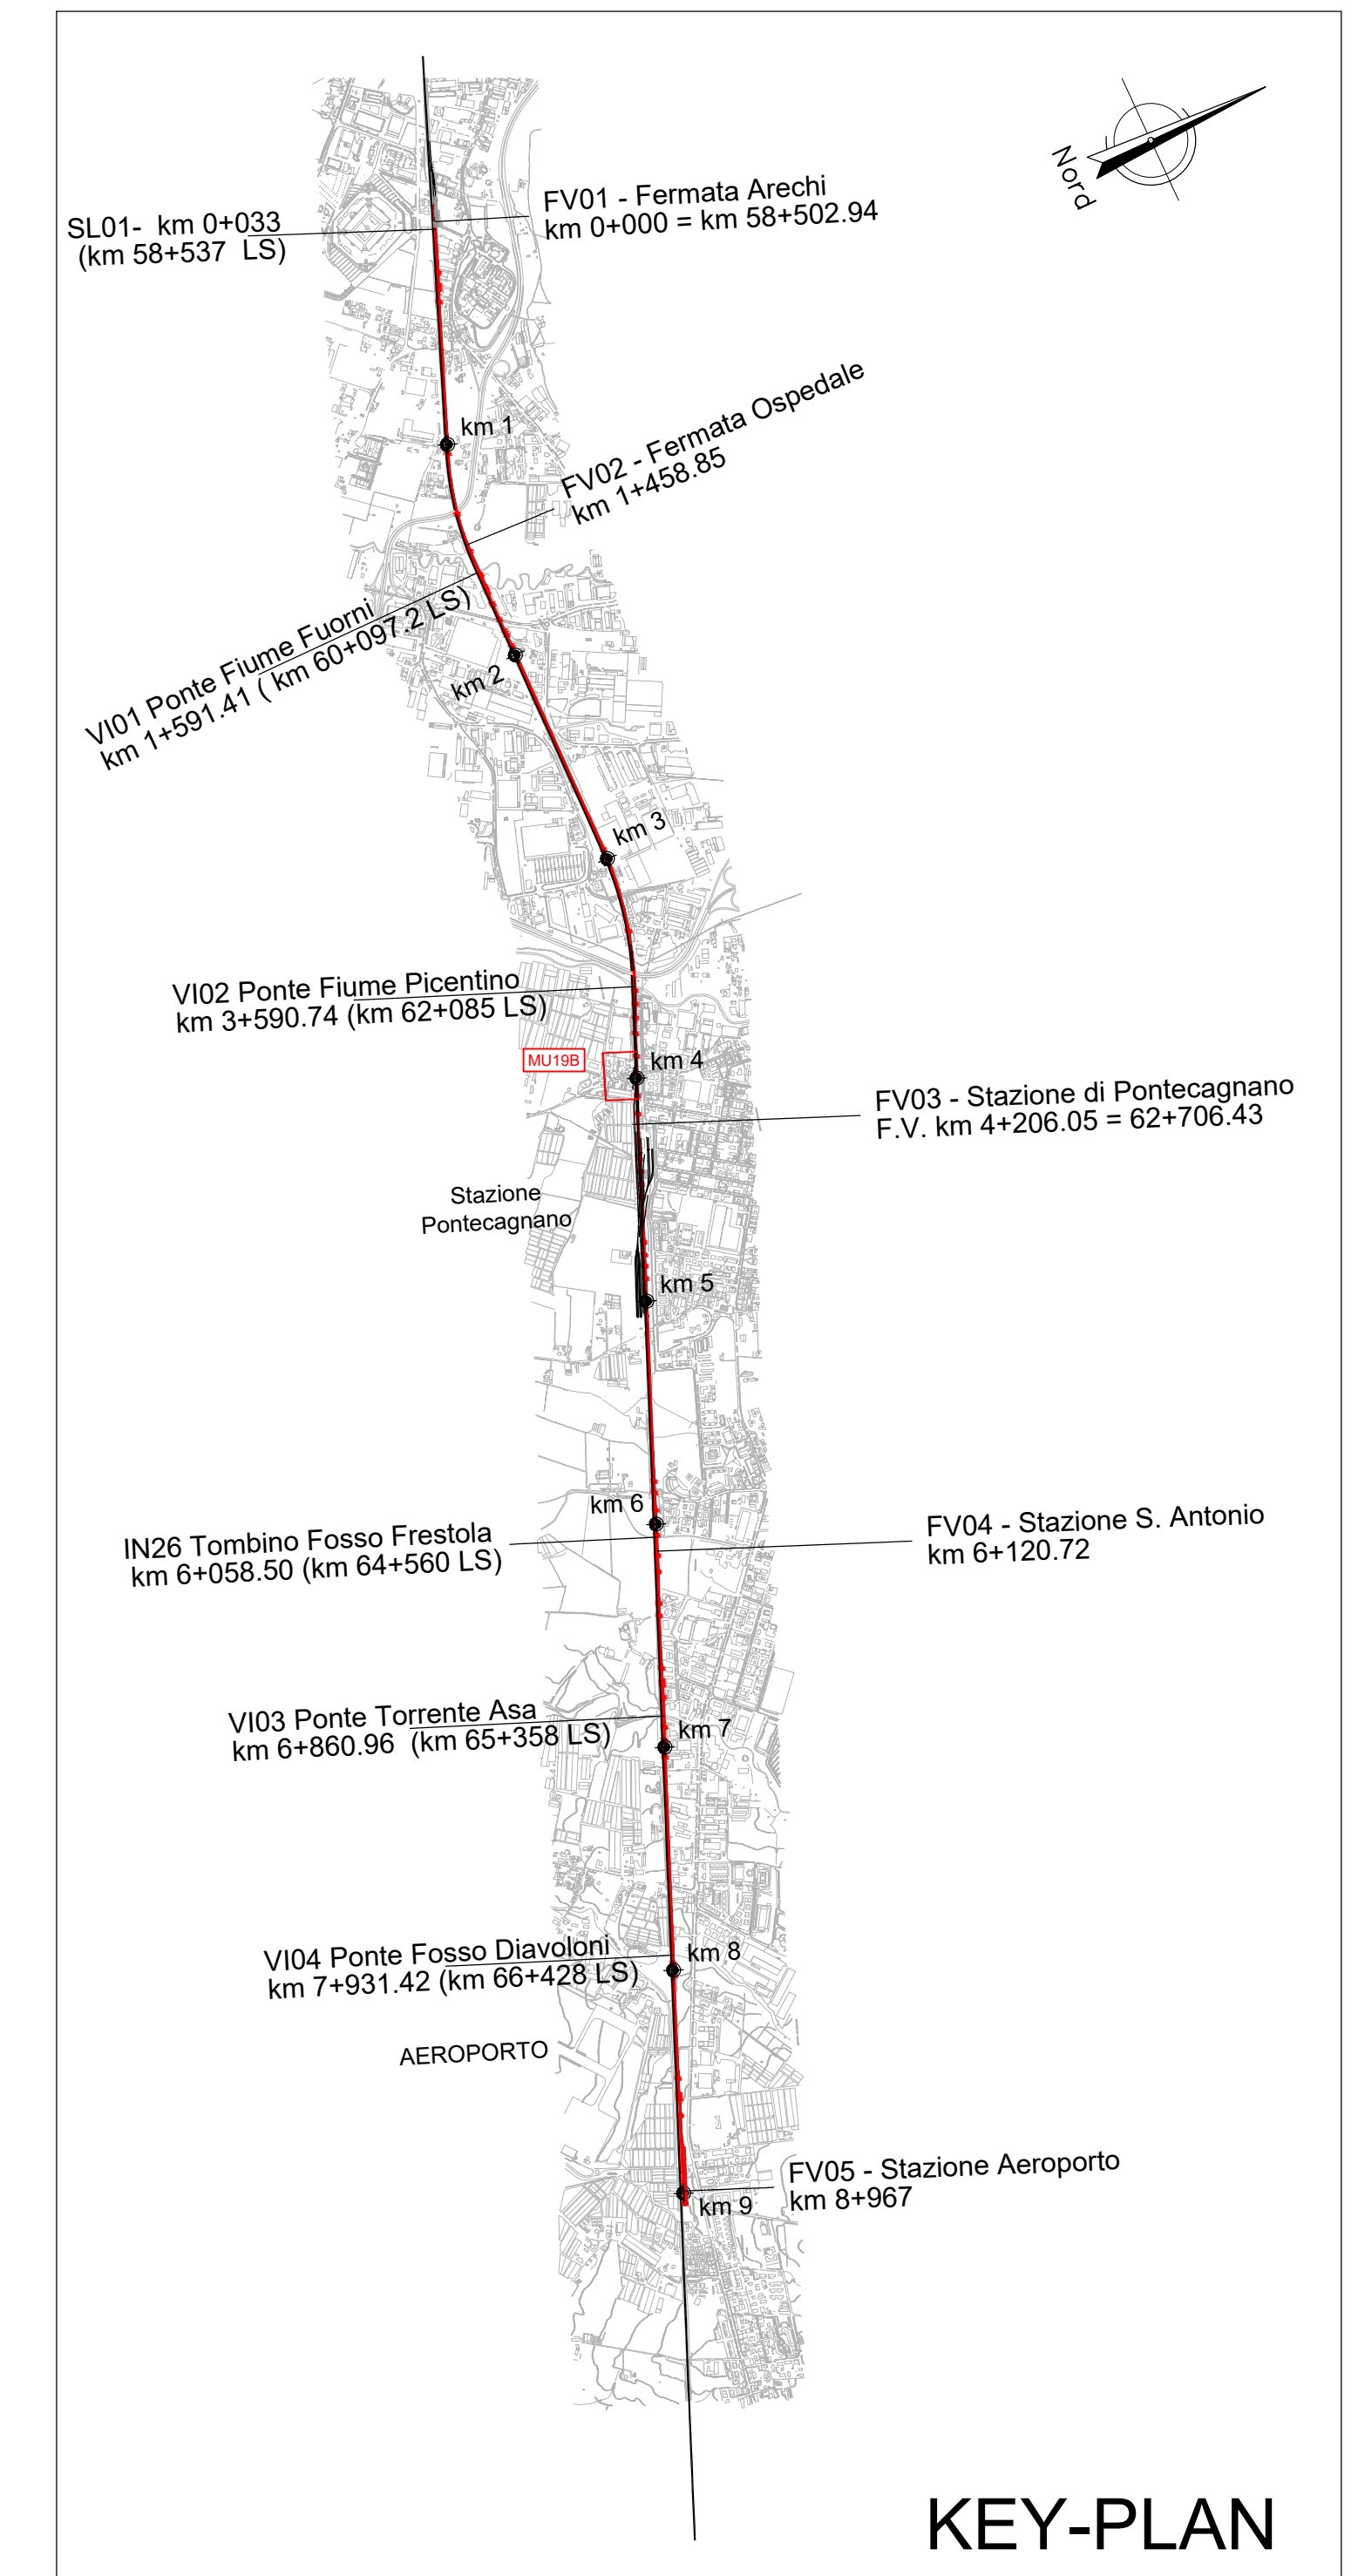 Nord
FV01 - Fermata Arechi
km 0+000 = km 58+502.94
SL01- km 0+033
(km 58+537 LS)
km 1
FV02 - Fermata Ospedale
km 1+458.85
VI01 Ponte Fiume Fuorni
km 1+591.41 ( km 60+097.2 LS)
km 2
km 3
VI02 Ponte Fiume Picentino
km 3+590.74 (km 62+085 LS)
MU19B
km 4
FV03 - Stazione di Pontecagnano
F.V. km 4+206.05 = 62+706.43
Stazione
Pontecagnano
km 5
km 6
IN26 Tombino Fosso Frestola
km 6+058.50 (km 64+560 LS)
FV04 - Stazione S. Antonio
km 6+120.72
VI03 Ponte Torrente Asa
km 6+860.96 (km 65+358 LS)
km 7
VI04 Ponte Fosso Diavoloni
km 7+931.42 (km 66+428 LS)
km 8
AEROPORTO
FV05 - Stazione Aeroporto
km 8+967
km 9
KEY-PLAN